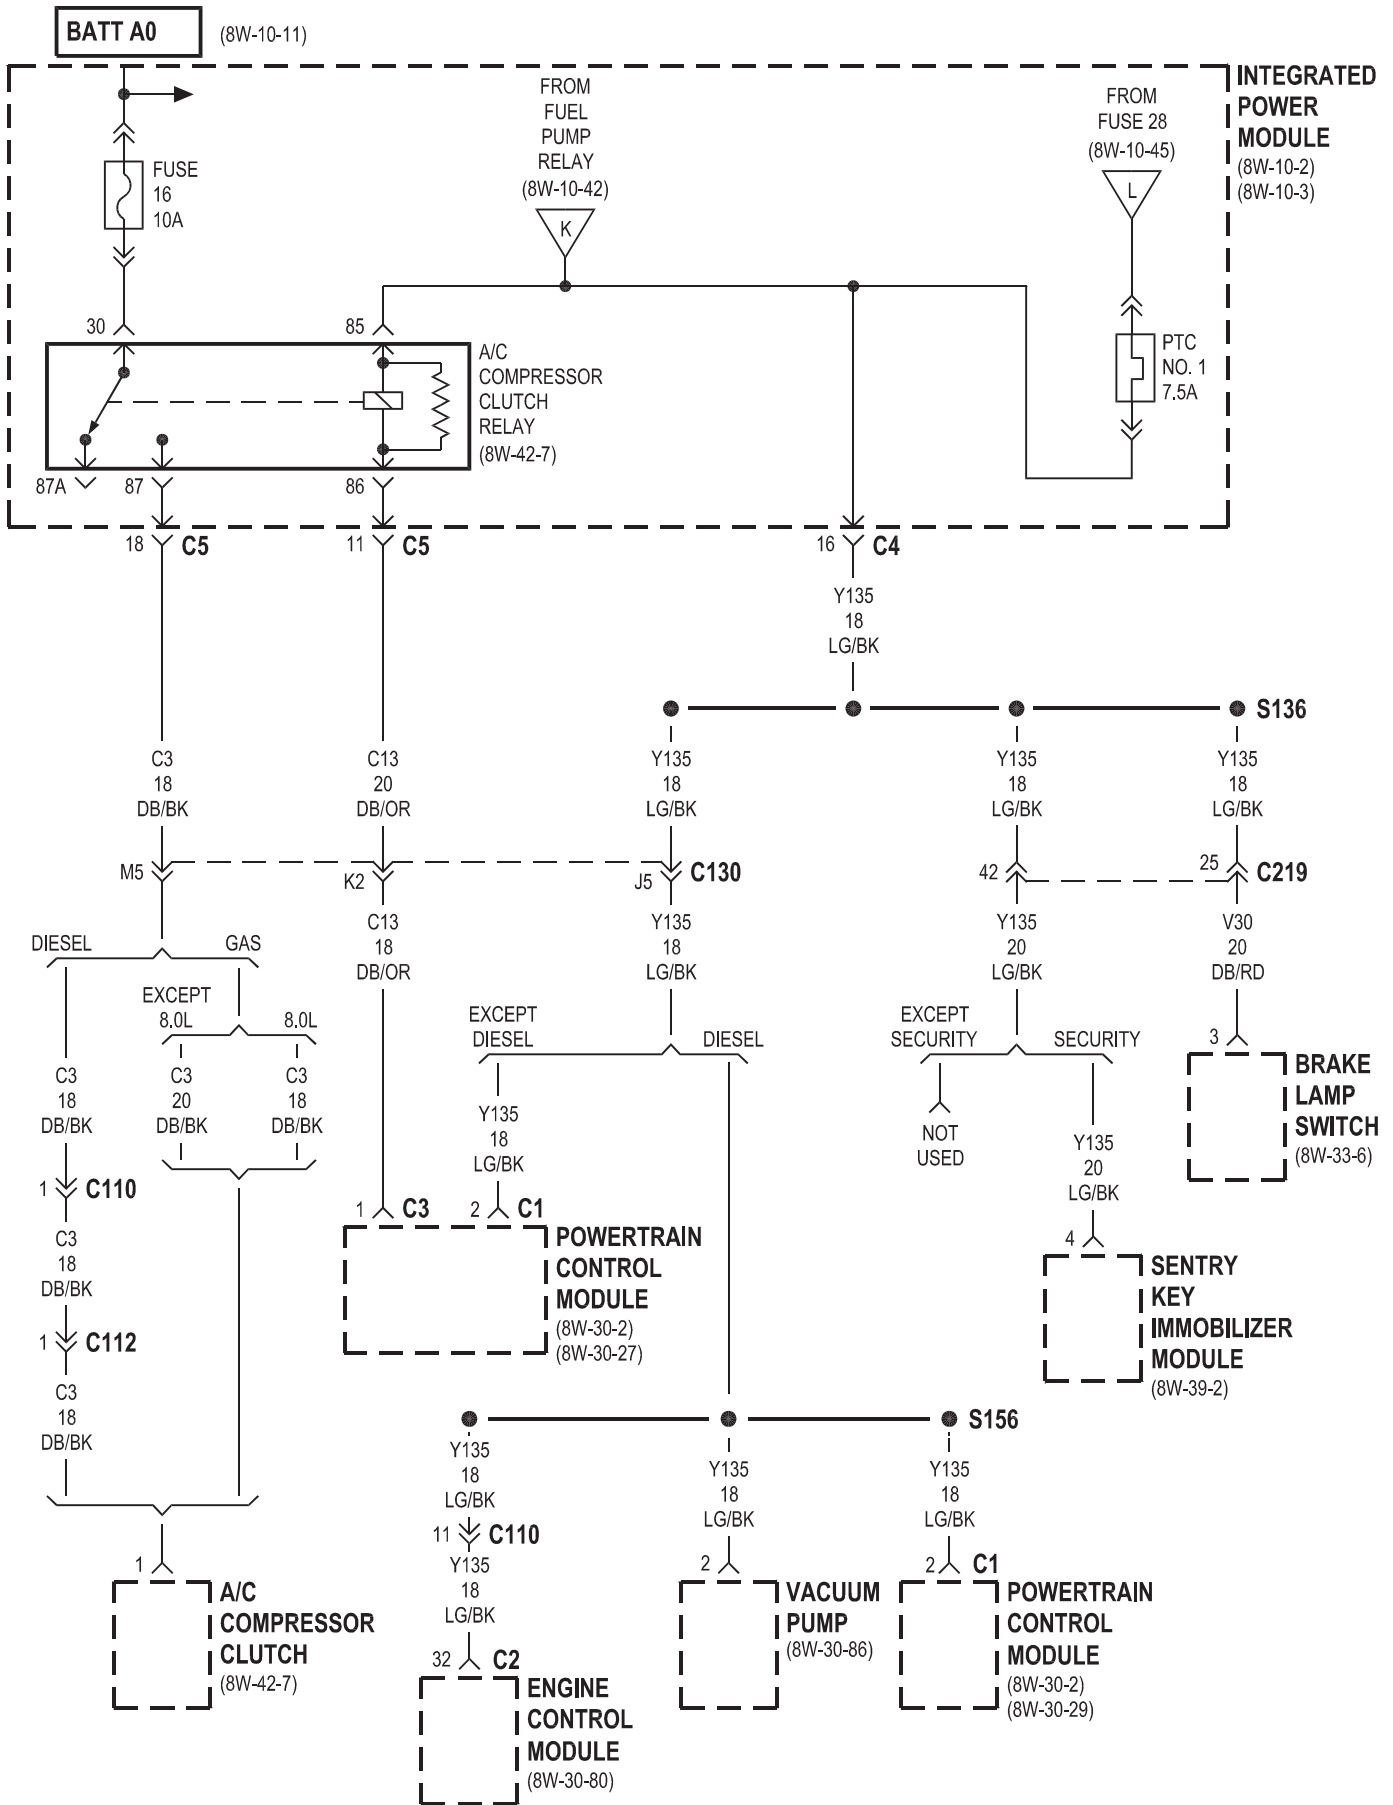 BATT A0
(8W-10-11)
INTEGRATED
POWER
MODULE
(8W-10-2)
(8W-10-3)
FROM
FUEL
PUMP
RELAY
(8W-10-42)
K
FROM
FUSE 28
(8W-10-45)
L
FUSE
16
10A
30
85
A/C
COMPRESSOR
CLUTCH
RELAY
(8W-42-7)
PTC
NO. 1
7.5A
87A
87
86
18
C5
11
C5
16
C4
Y135
18
LG/BK
S136
C3
18
DB/BK
C13
20
DB/OR
Y135
18
LG/BK
Y135
18
LG/BK
Y135
18
LG/BK
M5
K2
J5
C130
42
25
C219
C13
18
DB/OR
Y135
18
LG/BK
Y135
20
LG/BK
V30
20
DB/RD
DIESEL
GAS
EXCEPT
8.0L
8.0L
EXCEPT
DIESEL
DIESEL
EXCEPT
SECURITY
SECURITY
3
BRAKE
LAMP
SWITCH
(8W-33-6)
C3
18
DB/BK
C3
20
DB/BK
C3
18
DB/BK
Y135
18
LG/BK
NOT
USED
Y135
20
LG/BK
1
C110
1
C3
2
C1
POWERTRAIN
CONTROL
MODULE
(8W-30-2)
(8W-30-27)
4
SENTRY
KEY
IMMOBILIZER
MODULE
(8W-39-2)
C3
18
DB/BK
1
C112
C3
18
DB/BK
S156
Y135
18
LG/BK
Y135
18
LG/BK
Y135
18
LG/BK
11
C110
Y135
18
LG/BK
1
A/C
COMPRESSOR
CLUTCH
(8W-42-7)
2
VACUUM
PUMP
(8W-30-86)
2
C1
POWERTRAIN
CONTROL
MODULE
(8W-30-2)
(8W-30-29)
32
C2
ENGINE
CONTROL
MODULE
(8W-30-80)